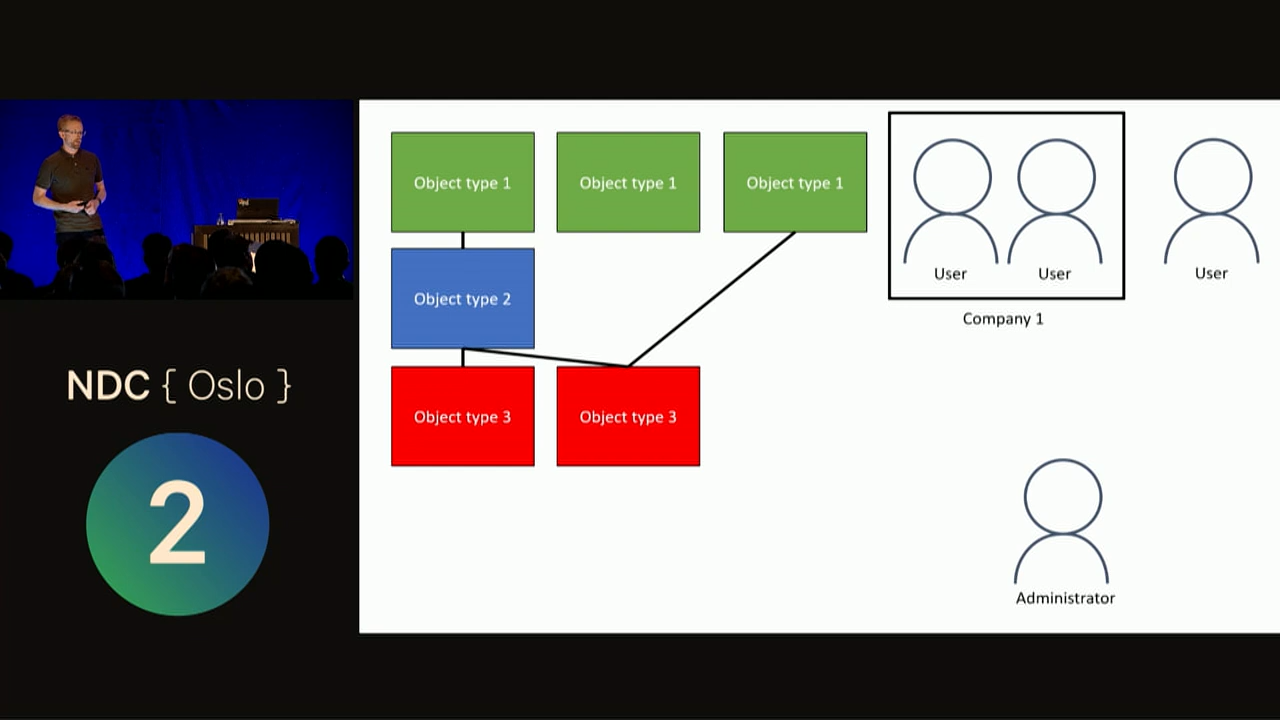 NDC { Oslo }
2
Object type 1
Object type 1
Object type 1
Object type 2
Object type 3
Object type 3
User
User
User
Company 1
Administrator